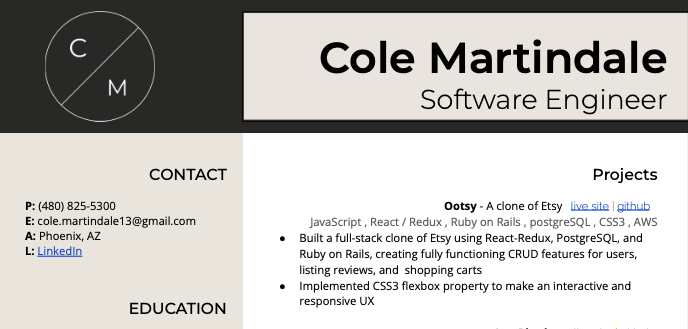 C
M
Cole Martindale
Software Engineer
CONTACT
P: (480) 825-5300
E: cole.martindale13@gmail.com
A: Phoenix, AZ
L: LinkedIn
EDUCATION
Projects
Ootsy - A clone of Etsy live site | github
JavaScript , React / Redux , Ruby on Rails , postgreSQL , CSS3 , AWS
● Built a full-stack clone of Etsy using React-Redux, PostgreSQL, and
Ruby on Rails, creating fully functioning CRUD features for users,
listing reviews, and shopping carts
● Implemented CSS3 flexbox property to make an interactive and
responsive UX